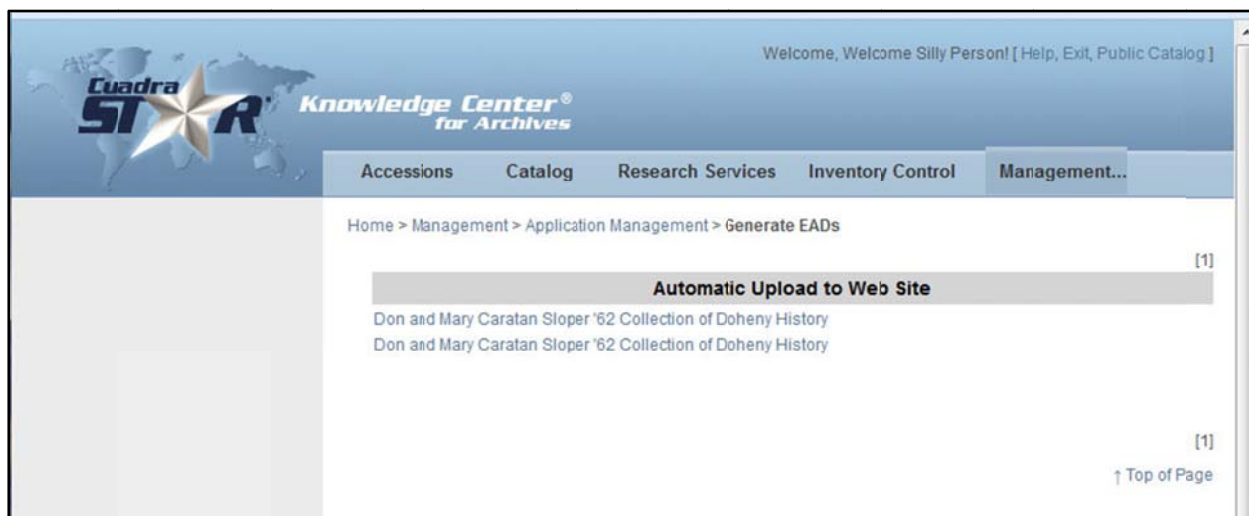 Welcome, Welcome Silly Person! [ Help, Exit, Public Catalog ]
Cuadra
STAR
Knowledge Center®
for Archives
Accessions Catalog Research Services Inventory Control Management...
Home > Management > Application Management > Generate EADs
[1]
Automatic Upload to Web Site
Don and Mary Caratan Sloper '62 Collection of Doheny History
Don and Mary Caratan Sloper '62 Collection of Doheny History
[1]
↑ Top of Page